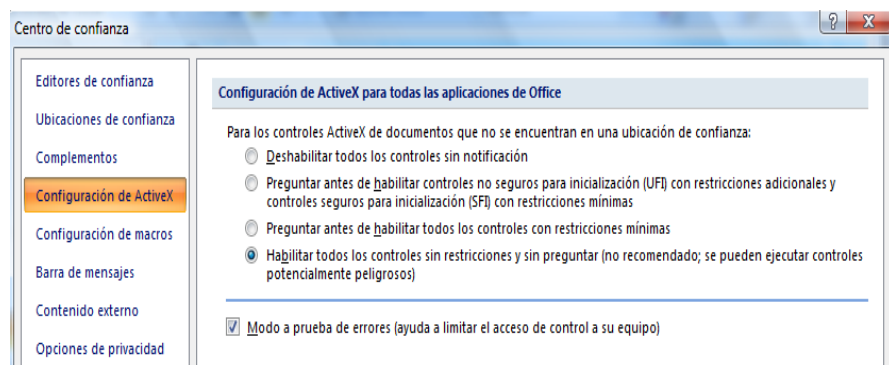 Centro de confianza
Editores de confianza
Ubicaciones de confianza
Complementos
Configuración de ActiveX
Configuración de macros
Barra de mensajes
Contenido externo
Opciones de privacidad
Configuración de ActiveX para todas las aplicaciones de Office
Para los controles ActiveX de documentos que no se encuentran en una ubicación de confianza:
Deshabilitar todos los controles sin notificación
Preguntar antes de habilitar controles no seguros para inicialización (UFI) con restricciones adicionales y
controles seguros para inicialización (SFI) con restricciones mínimas
Preguntar antes de habilitar todos los controles con restricciones mínimas
Habilitar todos los controles sin restricciones y sin preguntar (no recomendado; se pueden ejecutar controles
potencialmente peligrosos)
Modo a prueba de errores (ayuda a limitar el acceso de control a su equipo)